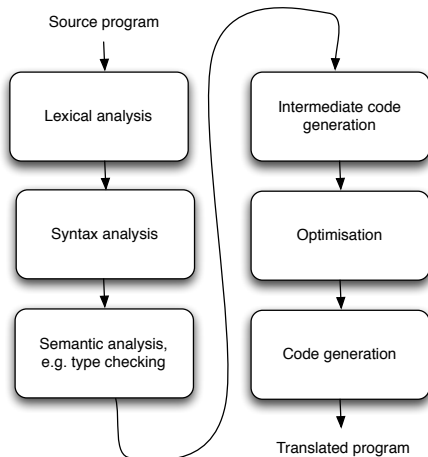 Source program
Lexical analysis
Syntax analysis
Semantic analysis,
e.g. type checking
Intermediate code
generation
Optimisation
Code generation
Translated program